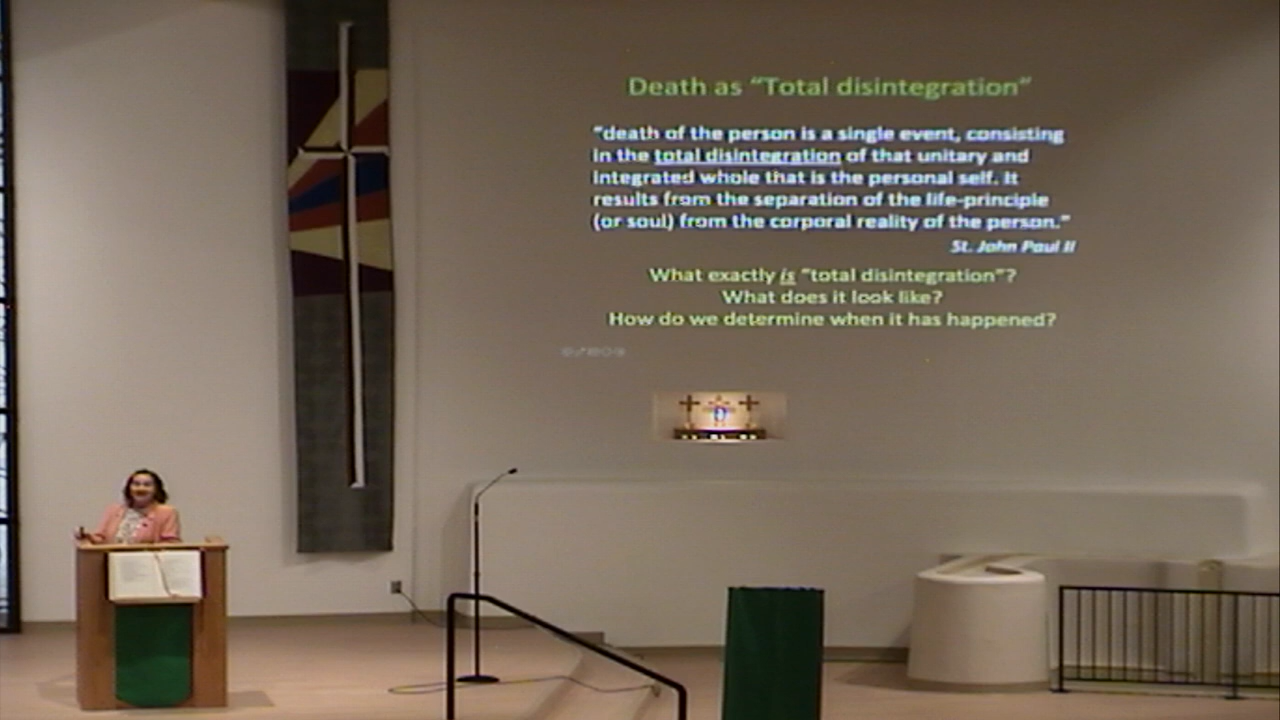 Death as “Total disintegration”
“death of the person is a single event, consisting
in the total disintegration of that unitary and
integrated whole that is the personal self. It
results from the separation of the life-principle
(or soul) from the corporal reality of the person.”
St. John Paul II
What exactly is “total disintegration”?
What does it look like?
How do we determine when it has happened?